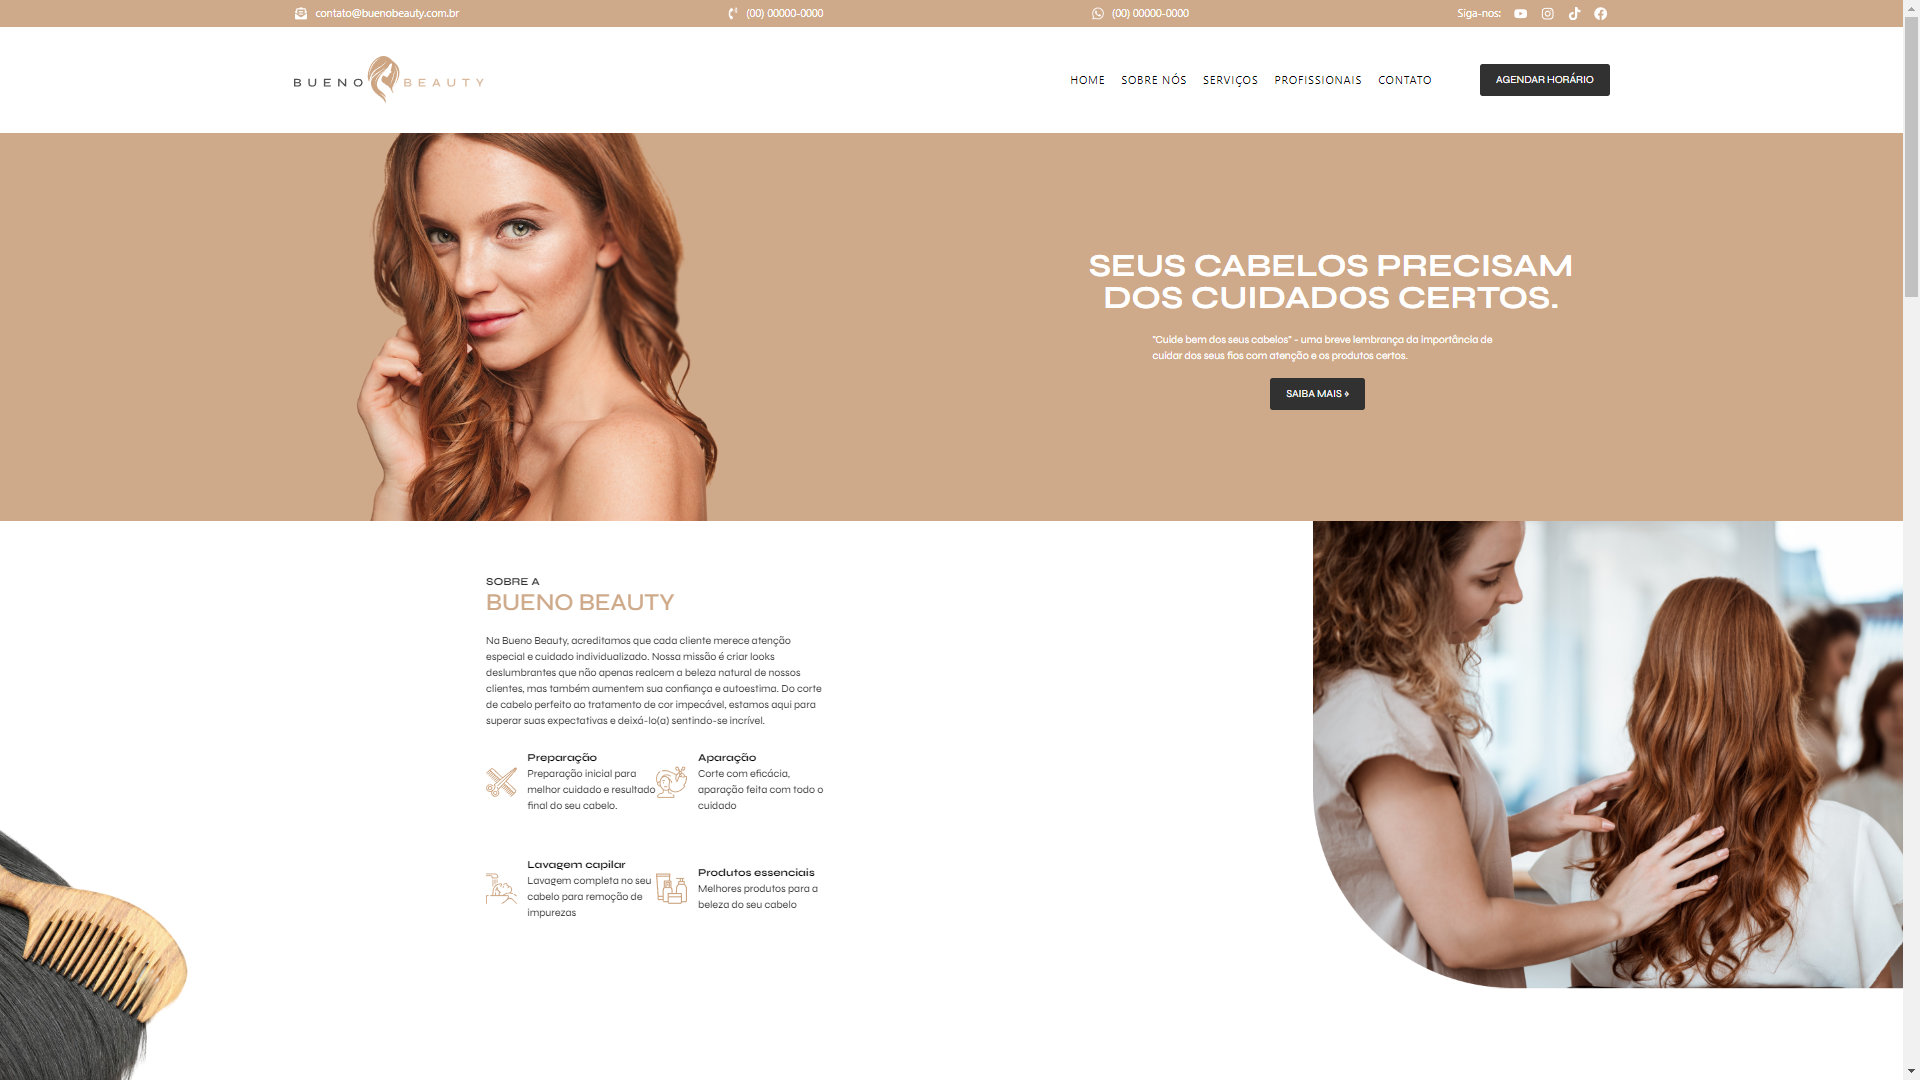 contato@buenobeauty.com.br
(00) 00000-0000
(00) 00000-0000
Siga-nos:
BUENO BEAUTY
HOME
SOBRE NÓS
SERVIÇOS
PROFISSIONAIS
CONTATO
AGENDAR HORÁRIO
SEUS CABELOS PRECISAM
DOS CUIDADOS CERTOS.
"Cuide bem dos seus cabelos" - uma breve lembrança da importância de
cuidar dos seus fios com atenção e os produtos certos.
SAIBA MAIS
SOBRE A
BUENO BEAUTY
Na Bueno Beauty, acreditamos que cada cliente merece atenção
especial e cuidado individualizado. Nossa missão é criar looks
deslumbrantes que não apenas realcem a beleza natural de nossos
clientes, mas também aumentem sua confiança e autoestima. Do corte
de cabelo perfeito ao tratamento de cor impecável, estamos aqui para
superar suas expectativas e deixá-lo(a) sentindo-se incrível.
Preparação
Preparação inicial para
melhor cuidado e resultado
final do seu cabelo.
Aparação
Corte com eficácia,
aparação feita com todo o
cuidado
Lavagem capilar
Lavagem completa no seu
cabelo para remoção de
impurezas
Produtos essenciais
Melhores produtos para a
beleza do seu cabelo